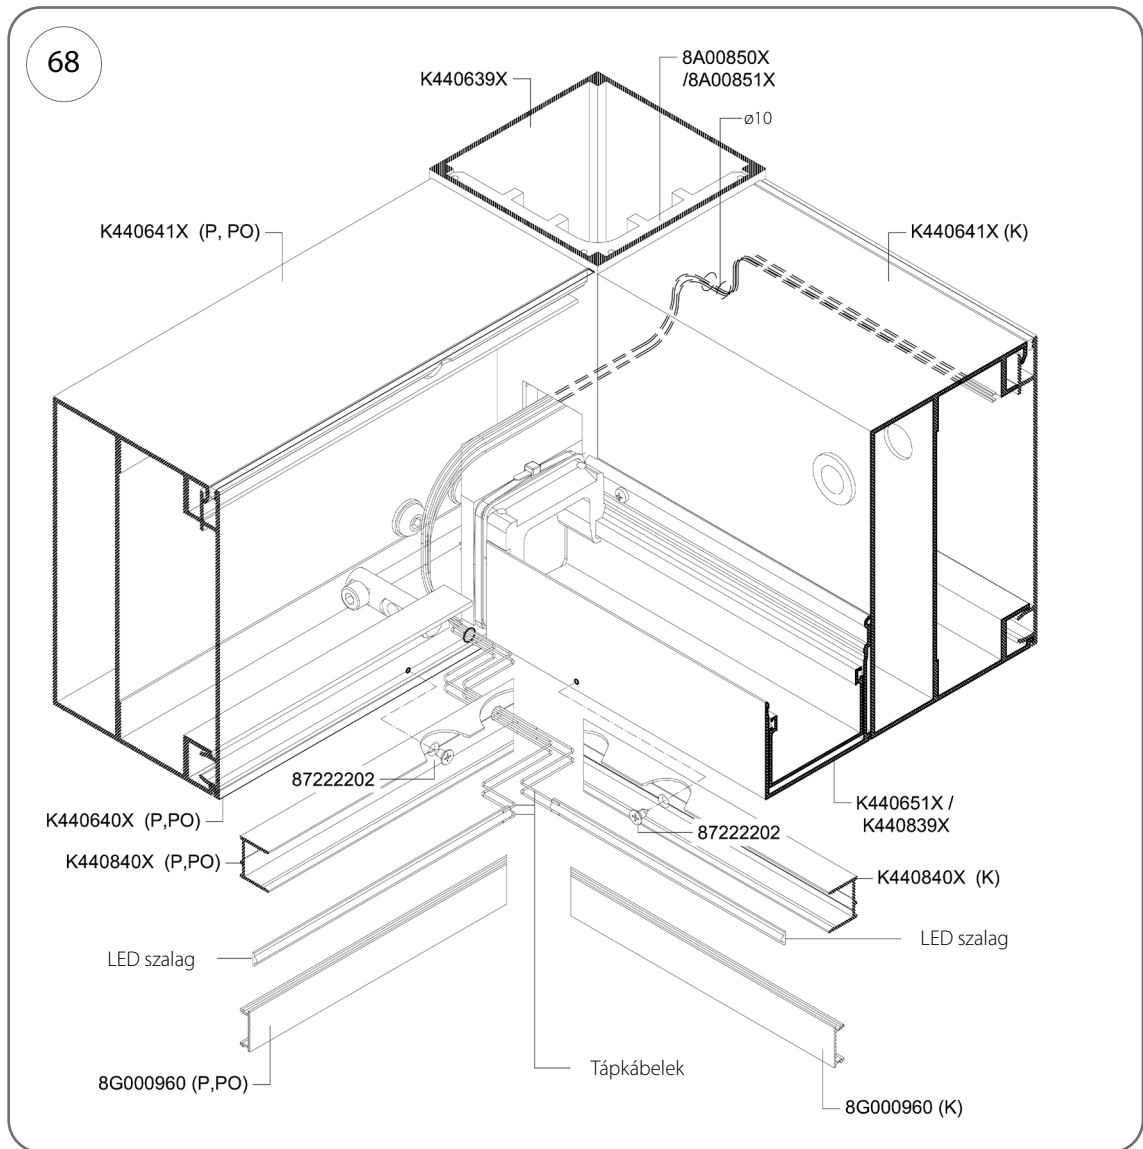 68
K440639X
8A00850X
/8A00851X
ø10
K440641X (P, PO)
K440641X (K)
87222202
87222202
K440640X (P,PO)
K440651X /
K440839X
K440840X (P,PO)
K440840X (K)
LED szalag
LED szalag
Tápkábelek
8G000960 (P,PO)
8G000960 (K)